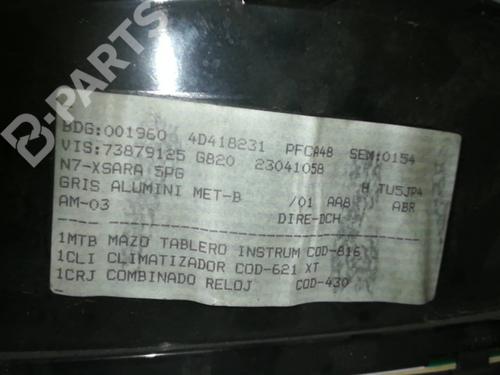 B-PARTS
BDG:001960 4D418231 PFCA48 SEM:0154
VIS:73879125 G820 23041058
N7-XSARA 5PG H TU5JP4
GRIS ALUMINI MET-B /01 AA8 ABR
AM-03 DIRE-DCH
1MTB MAZO TABLERO INSTRUM COD-816
1CLI CLIMATIZADOR COD-621 XT
1CRJ COMBINADO RELOJ COD-430